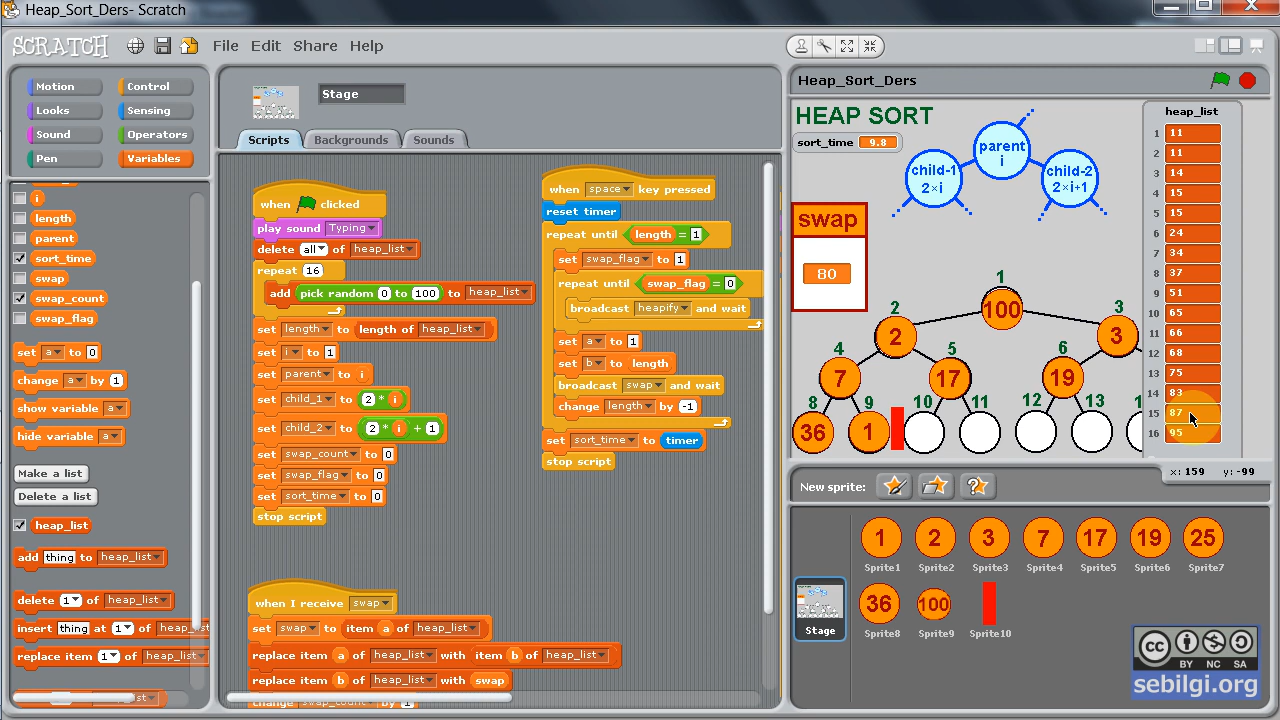 Heap_Sort_Ders- Scratch
SCRATCH File Edit Share Help
Motion Control
Looks Sensing
Sound Operators
Pen Variables
i
length
parent
sort_time
swap
swap_count
swap_flag
set a to 0
change a by 1
show variable a
hide variable a
Make a list
Delete a list
heap_list
add thing to heap_list
delete 1 of heap_list
insert thing at 1 of
replace item 1 of heap_
Stage
Scripts Backgrounds Sounds
when clicked
play sound Typing
delete all of heap_list
repeat 16
add pick random 0 to 100 to heap_list
set length to length of heap_list
set i to 1
set parent to i
set child_1 to 2 * i
set child_2 to 2 * i + 1
set swap_count to 0
set swap_flag to 0
set sort_time to 0
stop script
when I receive swap
set swap to item a of heap_list
replace item a of heap_list with item b of heap_list
replace item b of heap_list with swap
change swap_count by 1
when space key pressed
reset timer
repeat until length = 1
set swap_flag to 1
repeat until swap_flag = 0
broadcast heapify and wait
set a to 1
set b to length
broadcast swap and wait
change length by -1
set sort_time to timer
stop script
Heap_Sort_Ders
HEAP SORT
sort_time 9.8
parent
i
child-1
2×i
child-2
2×i+1
swap
80
1
100
2 3
2 3
4 5 6
7 17 19
8 9 10 11 12 13 1
36 1
heap_list
1 11
2 11
3 14
4 15
5 15
6 24
7 34
8 37
9 51
10 65
11 66
12 68
13 75
14 83
15 87
16 95
x: 159 y: -99
New sprite:
1 2 3 7 17 19 25
Sprite1 Sprite2 Sprite3 Sprite4 Sprite5 Sprite6 Sprite7
36 100
Sprite8 Sprite9 Sprite10
Stage
cc BY NC SA
sebilgi.org